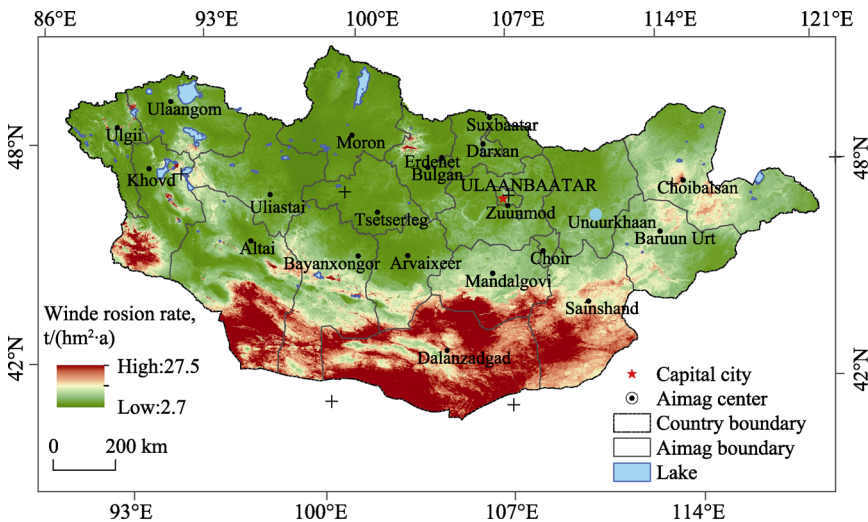 86°E 93°E 100°E 107°E 114°E 121°E
48°N
48°N
42°N
42°N
Ulaangom
Ulgii
Khovd
Uliastai
Altai
Moron
Tsetserleg
Bayanxongor
Arvaixeer
Erdenet
Bulgan
Suxbaatar
Darxan
ULAANBAATAR
Zuunmod
Undurkhaan
Choibalsan
Baruun Urt
Choir
Mandalgovi
Sainshand
Dalanzadgad
Winde rosion rate,
t/(hm²·a)
High:27.5
Low:2.7
0 200 km
Capital city
Aimag center
Country boundary
Aimag boundary
Lake
93°E 100°E 107°E 114°E